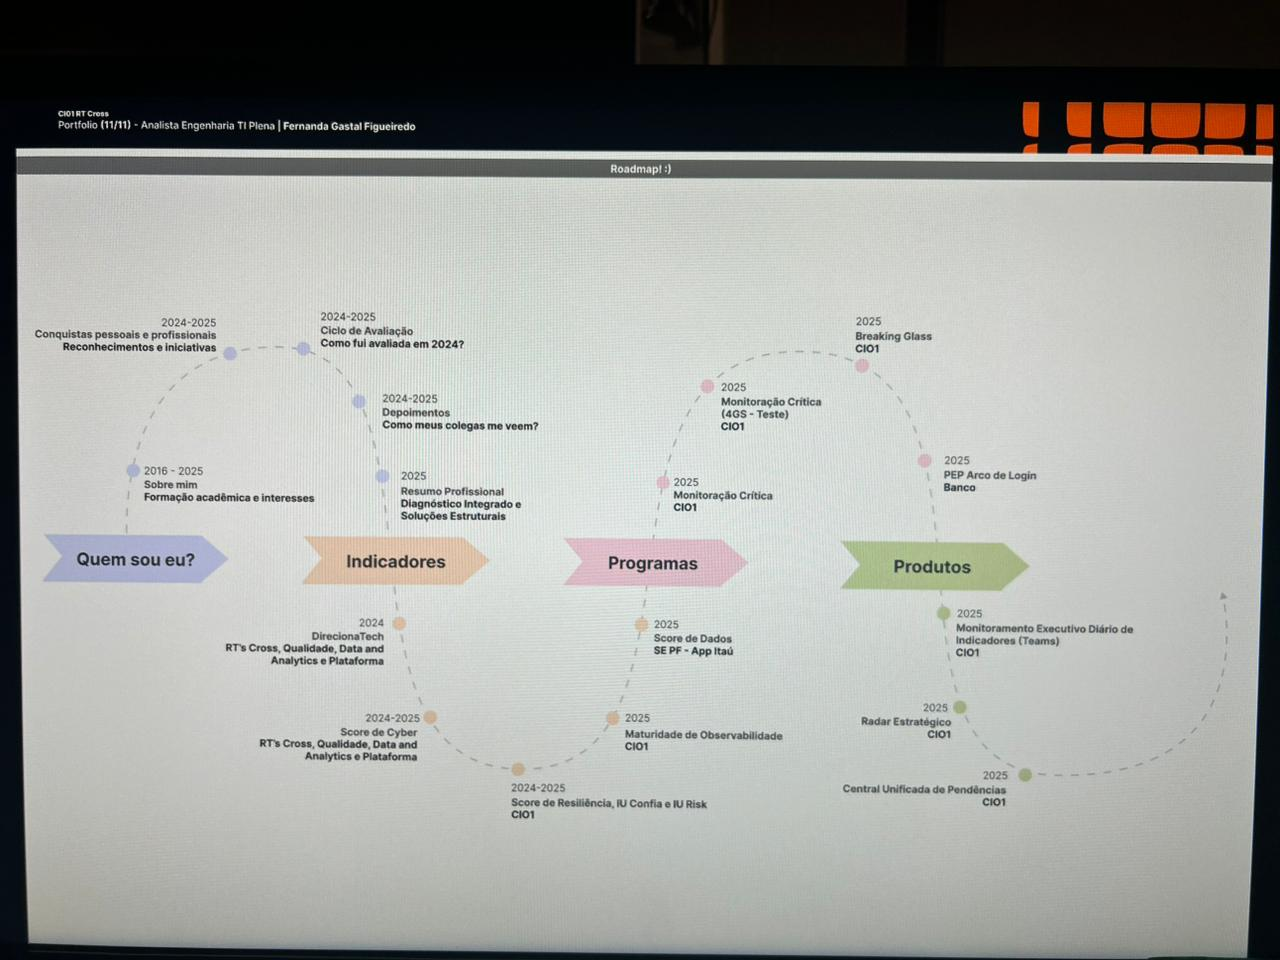 CIO1 RT Cross
Portfolio (11/11) - Analista Engenharia TI Plena | Fernanda Gastal Figueiredo
Roadmap! :)
2024-2025
Conquistas pessoais e profissionais
Reconhecimentos e iniciativas
2024-2025
Ciclo de Avaliação
Como fui avaliada em 2024?
2024-2025
Depoimentos
Como meus colegas me veem?
2016 - 2025
Sobre mim
Formação acadêmica e interesses
2025
Resumo Profissional
Diagnóstico Integrado e
Soluções Estruturais
2025
Monitoração Crítica
CIO1
2025
Monitoração Crítica
(4GS - Teste)
CIO1
2025
Breaking Glass
CIO1
2025
PEP Arco de Login
Banco
Quem sou eu?
Indicadores
Programas
Produtos
2024
DirecionaTech
RT's Cross, Qualidade, Data and
Analytics e Plataforma
2024-2025
Score de Cyber
RT's Cross, Qualidade, Data and
Analytics e Plataforma
2024-2025
Score de Resiliência, IU Confia e IU Risk
CIO1
2025
Maturidade de Observabilidade
CIO1
2025
Score de Dados
SE PF - App Itaú
2025
Monitoramento Executivo Diário de
Indicadores (Teams)
CIO1
2025
Radar Estratégico
CIO1
2025
Central Unificada de Pendências
CIO1